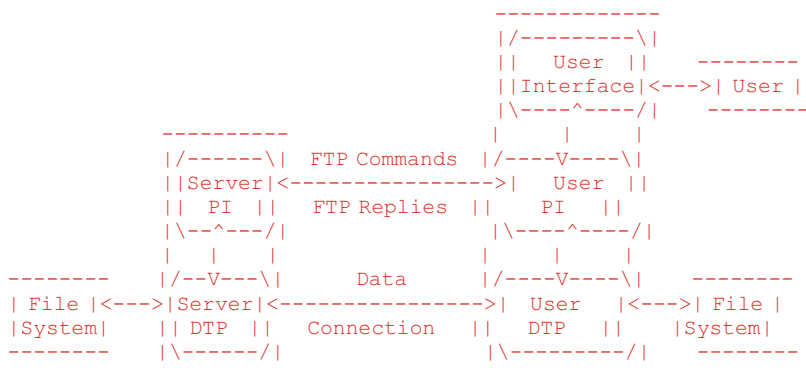 -------------
                                               |/---------\|
                                               ||   User  ||    --------
                                               ||Interface|<--->| User |
                                               |\----^----/|    --------
              ----------                       |     |     |
              |/------\|  FTP Commands  |/----V----\|
              ||Server|<---------------->|   User  ||
              ||  PI  ||   FTP Replies  ||    PI   ||
              |\--^---/|                |\----^----/|
              |   |    |                |     |     |
--------      |/--V---\|      Data      |/----V----\|      --------
| File |<--->|Server|<---------------->|  User   |<--->| File |
|System|    || DTP  ||   Connection   ||   DTP   ||    |System|
--------      |\------/|                |\---------/|      --------